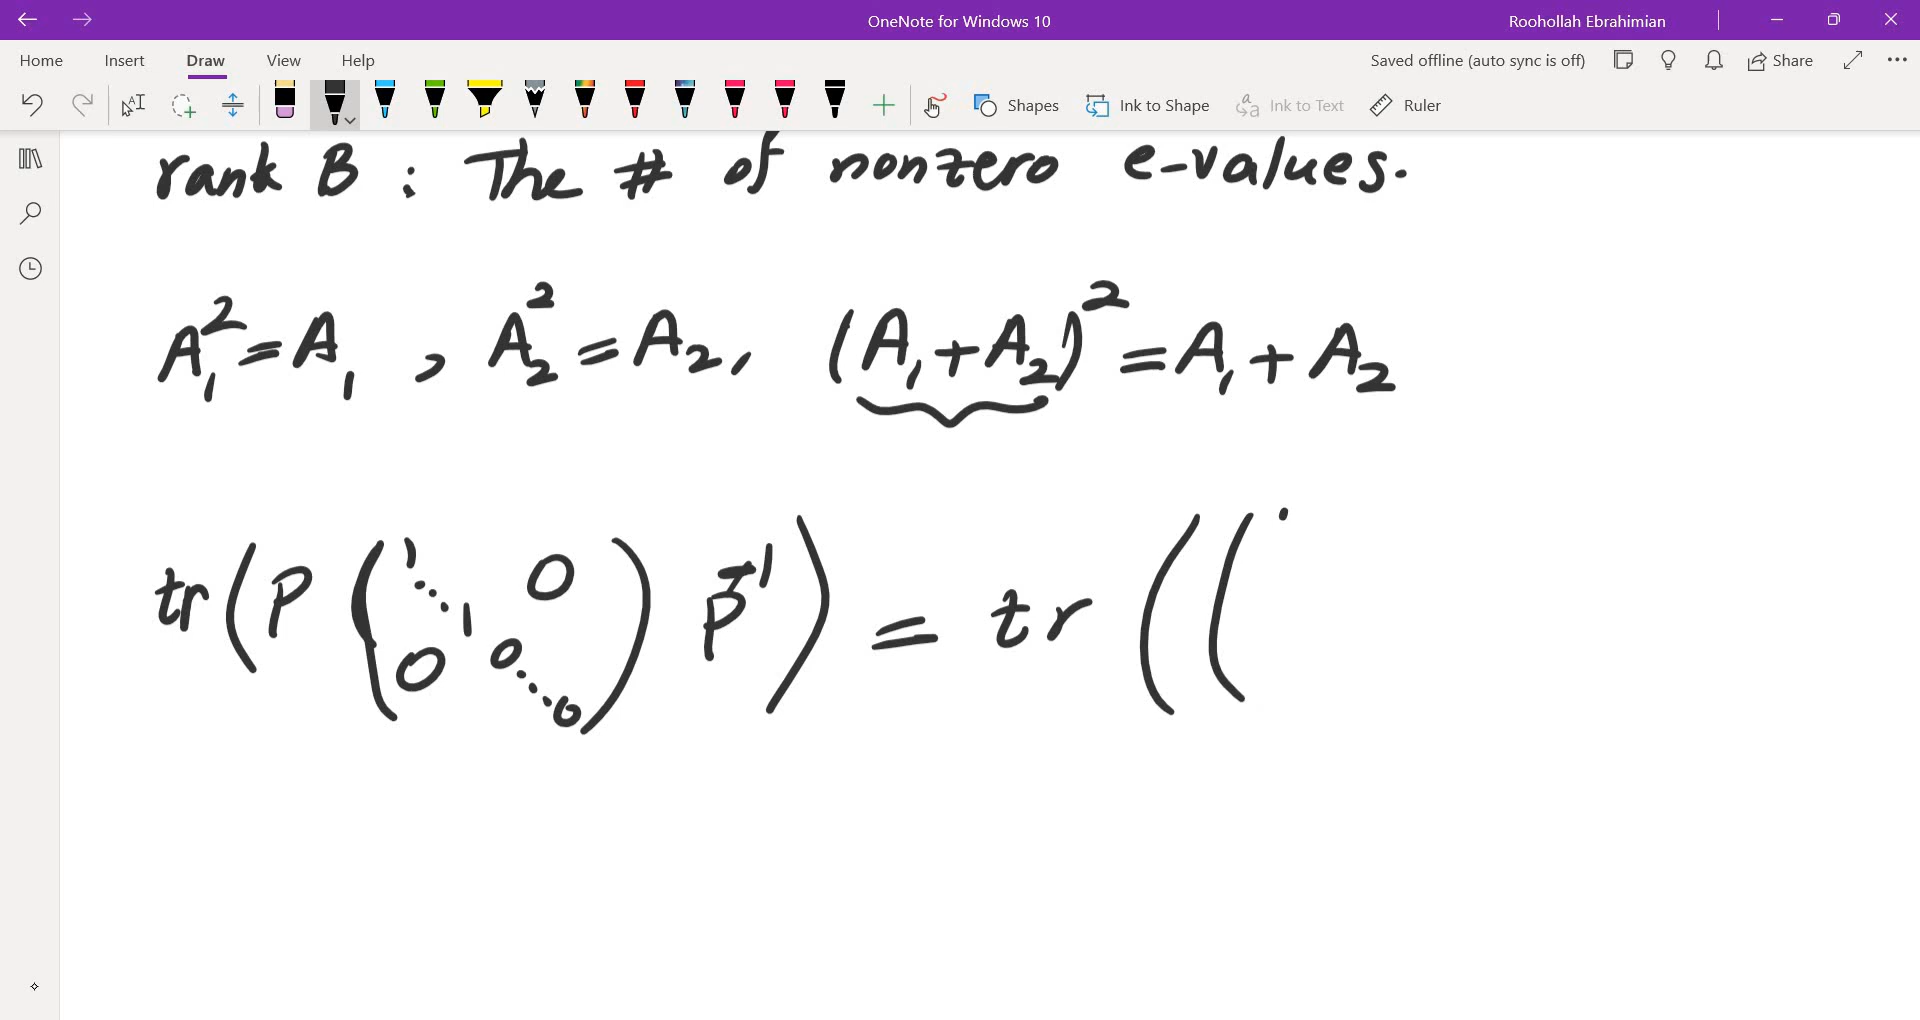 OneNote for Windows 10
Roohollah Ebrahimian
Home Insert Draw View Help
Saved offline (auto sync is off) Share
Shapes Ink to Shape Ink to Text Ruler
rank B : The # of nonzero e-values.
A₁² = A₁ , A₂² = A₂, (A₁ + A₂)² = A₁ + A₂
tr(P (1 ⋱ 1 0 0 0 ⋱ 0) P⁻¹) = tr ((